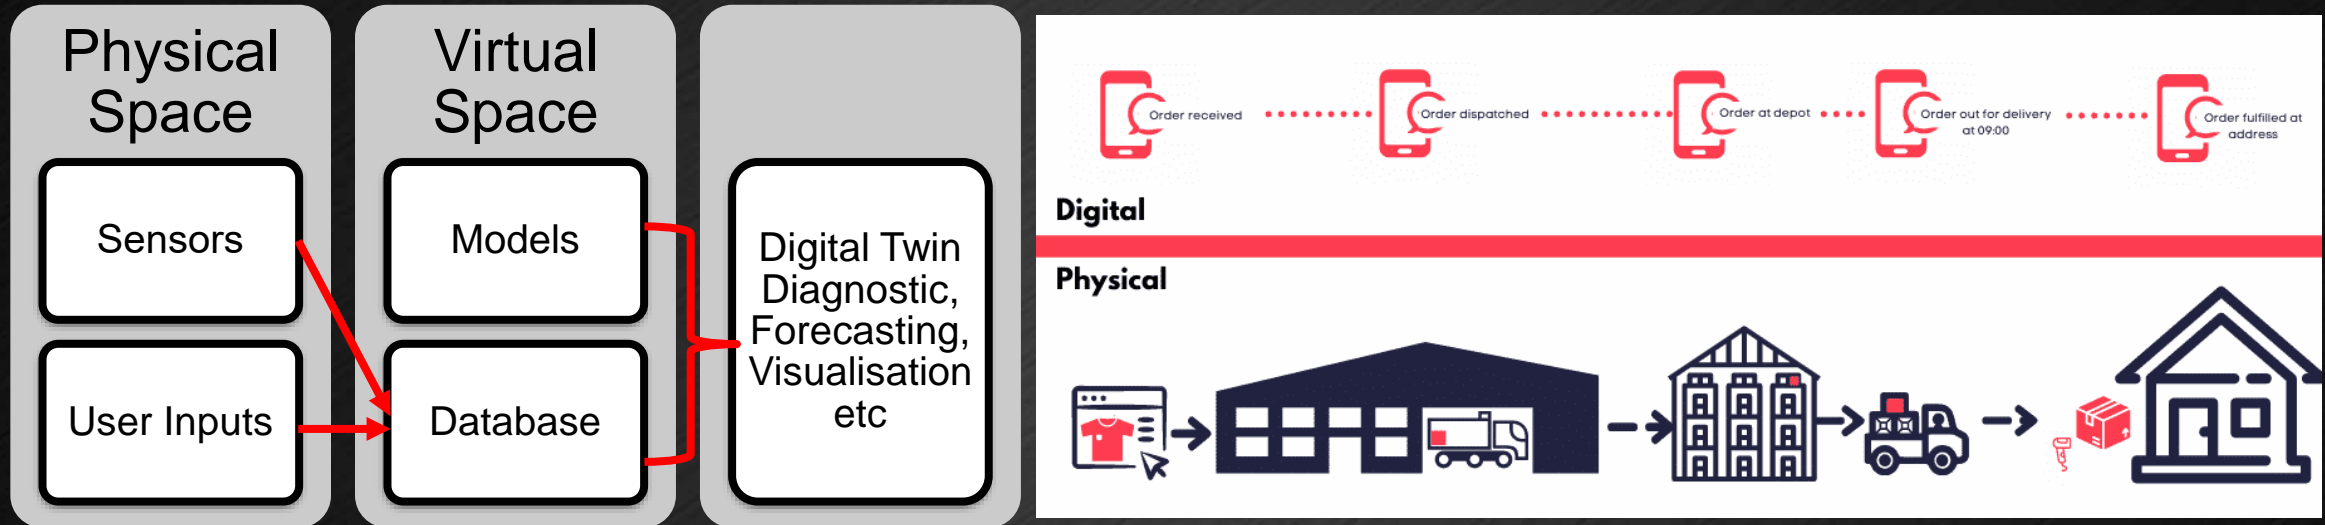 Physical
Space
Sensors
User Inputs
Virtual
Space
Models
Database
Digital Twin
Diagnostic,
Forecasting,
Visualisation
etc
Order received
Order dispatched
Order at depot
Order out for delivery
at 09:00
Order fulfilled at
address
Digital
Physical